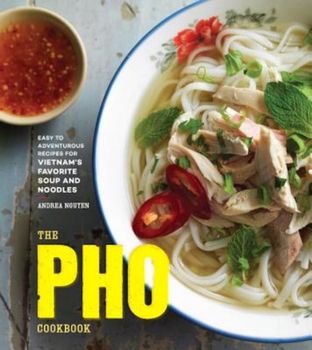 EASY TO
ADVENTUROUS
RECIPES FOR
VIETNAM'S
FAVORITE
SOUP AND
NOODLES
ANDREA NGUYEN
THE
PHO
COOKBOOK